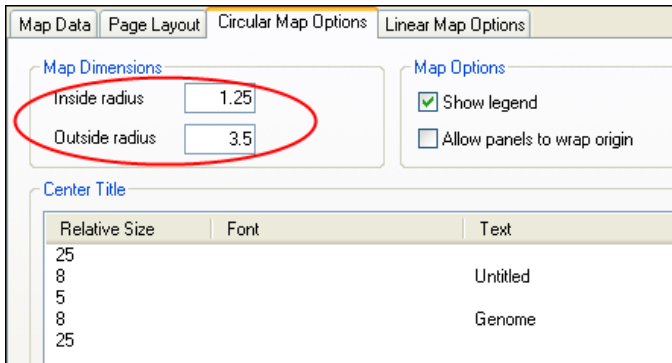 Map Data Page Layout Circular Map Options Linear Map Options
Map Dimensions Map Options
Inside radius 1.25 Show legend
Outside radius 3.5 Allow panels to wrap origin
Center Title
Relative Size Font Text
25
8 Untitled
5
8 Genome
25